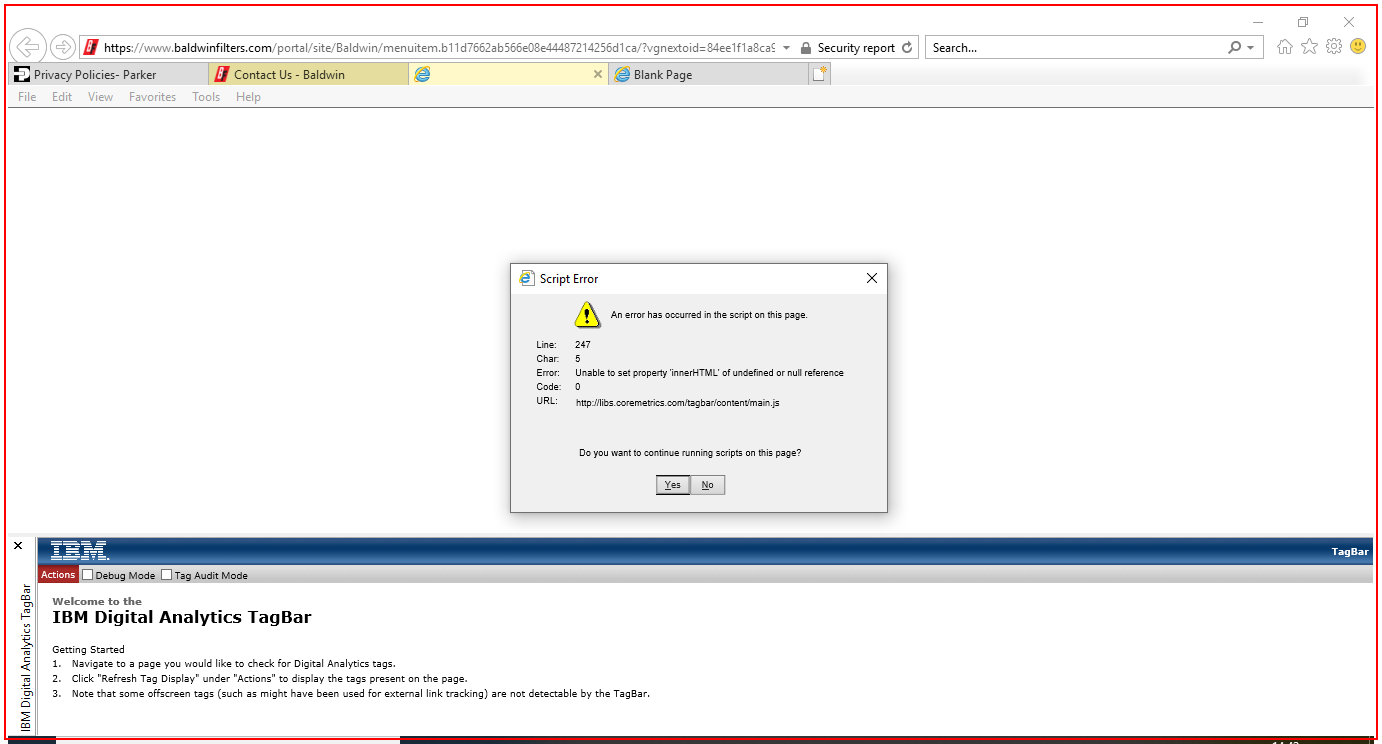 https://www.baldwinfilters.com/portal/site/Baldwin/menuitem.b11d7662ab566e08e44487214256d1ca/?vgnextoid=84ee1f1a8ca9
Security report
Search...
Privacy Policies- Parker
Contact Us - Baldwin
Blank Page
File Edit View Favorites Tools Help
Script Error
An error has occurred in the script on this page.
Line: 247
Char: 5
Error: Unable to set property 'innerHTML' of undefined or null reference
Code: 0
URL: http://libs.coremetrics.com/tagbar/content/main.js
Do you want to continue running scripts on this page?
Yes No
IBM Digital Analytics TagBar
IBM.
TagBar
Actions Debug Mode Tag Audit Mode
Welcome to the
IBM Digital Analytics TagBar
Getting Started
1. Navigate to a page you would like to check for Digital Analytics tags.
2. Click "Refresh Tag Display" under "Actions" to display the tags present on the page.
3. Note that some offscreen tags (such as might have been used for external link tracking) are not detectable by the TagBar.